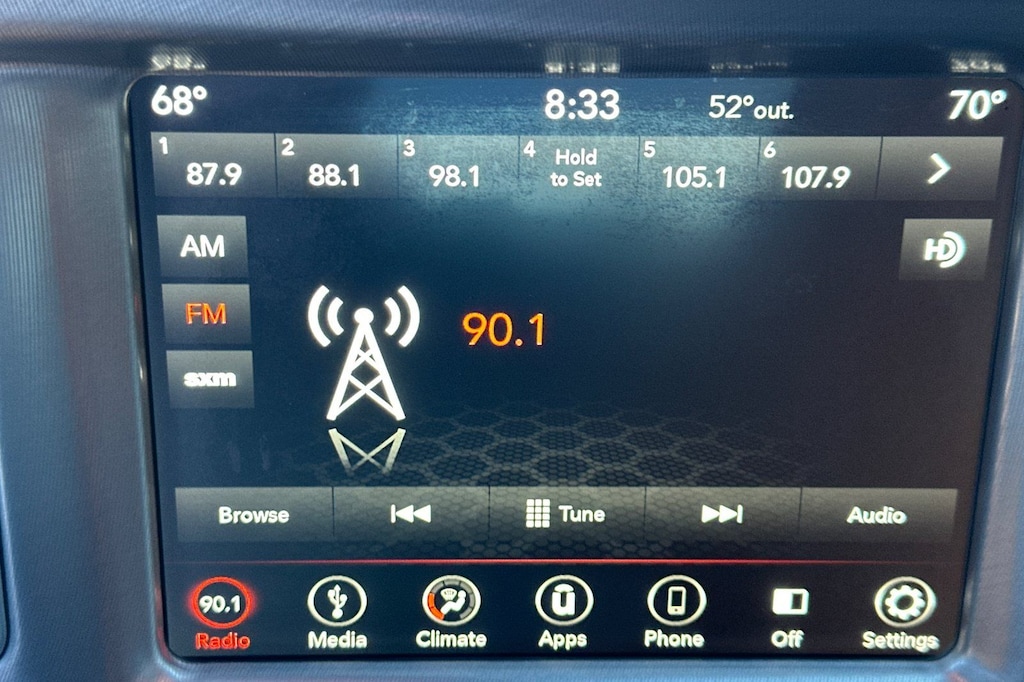 68° 8:33 52°out. 70°
1 87.9 2 88.1 3 98.1 4 Hold to Set 5 105.1 6 107.9
AM
HD
FM
90.1
sxm
Browse Tune Audio
90.1
Radio Media Climate Apps Phone Off Settings